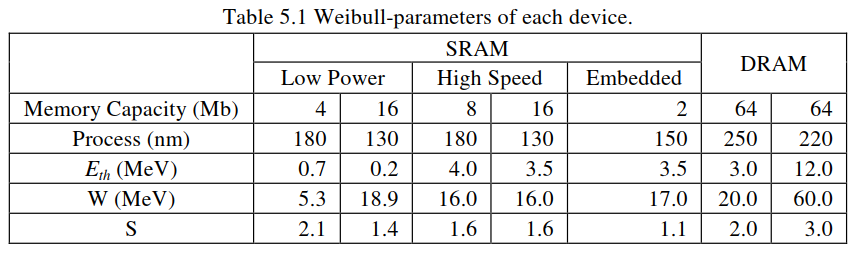 Table 5.1 Weibull-parameters of each device.
SRAM DRAM
Low Power High Speed Embedded
Memory Capacity (Mb) 4 16 8 16 2 64 64
Process (nm) 180 130 180 130 150 250 220
Eth (MeV) 0.7 0.2 4.0 3.5 3.5 3.0 12.0
W (MeV) 5.3 18.9 16.0 16.0 17.0 20.0 60.0
S 2.1 1.4 1.6 1.6 1.1 2.0 3.0